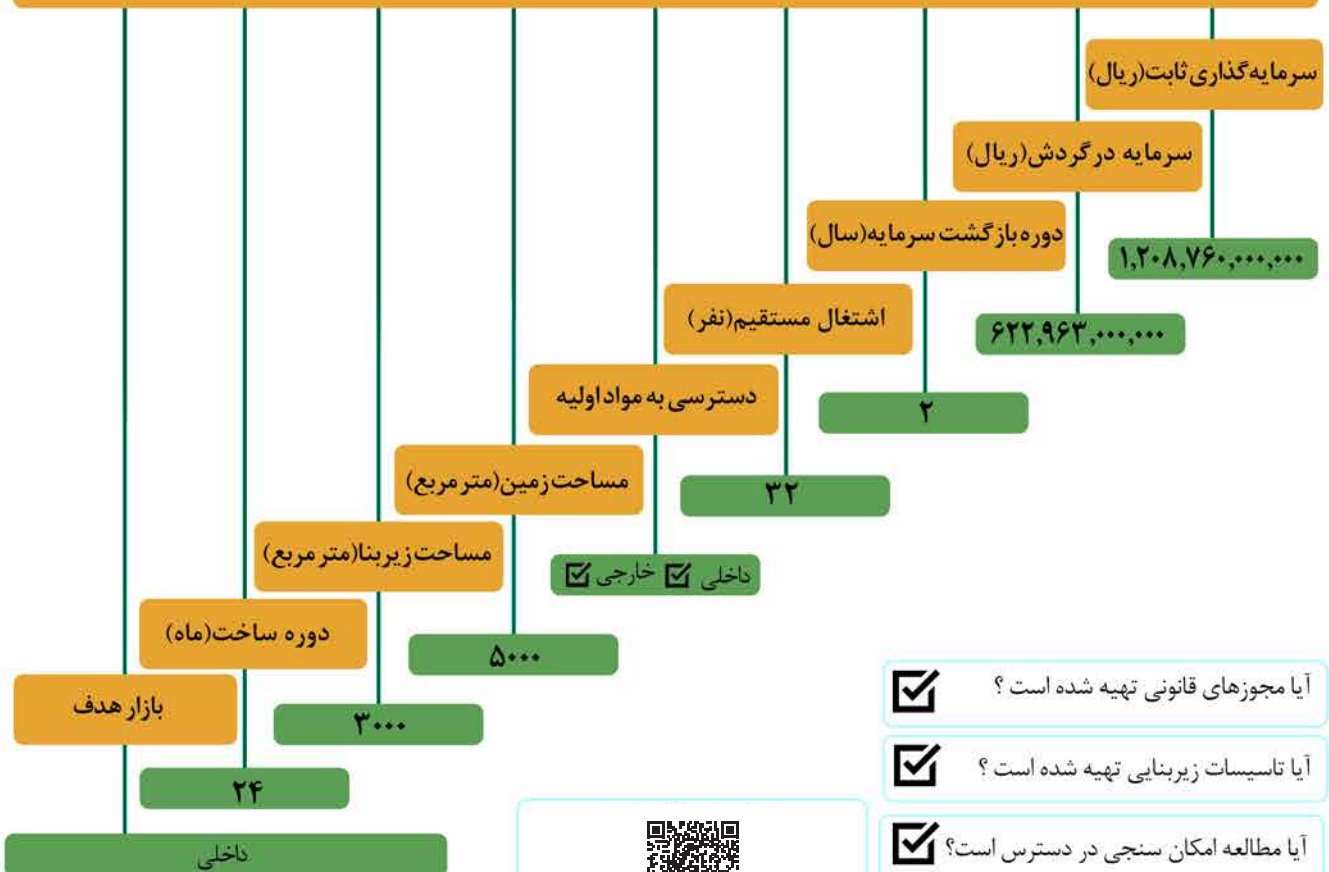 سرمایه‌گذاری ثابت(ریال)
۱,۲۰۸,۷۶۰,۰۰۰,۰۰۰
سرمایه در گردش(ریال)
۶۲۲,۹۶۳,۰۰۰,۰۰۰
دوره بازگشت سرمایه(سال)
۲
اشتغال مستقیم(نفر)
۳۲
دسترسی به مواد اولیه
داخلی ☑ خارجی ☑
مساحت زمین(متر مربع)
۵۰۰۰
مساحت زیربنا(متر مربع)
۳۰۰۰
دوره ساخت(ماه)
۲۴
بازار هدف
داخلی
آیا مجوزهای قانونی تهیه شده است ؟ ☑
آیا تاسیسات زیربنایی تهیه شده است ؟ ☑
آیا مطالعه امکان سنجی در دسترس است؟ ☑